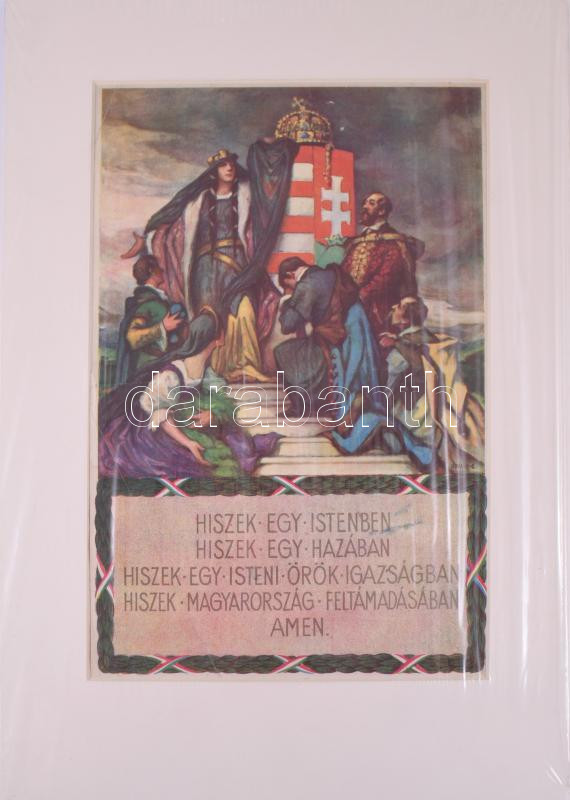 darabanth
HISZEK · EGY · ISTENBEN
HISZEK · EGY · HAZÁBAN
HISZEK · EGY · ISTENI · ÖRÖK · IGAZSÁGBAN
HISZEK · MAGYARORSZÁG · FELTÁMADÁSÁBAN
AMEN.